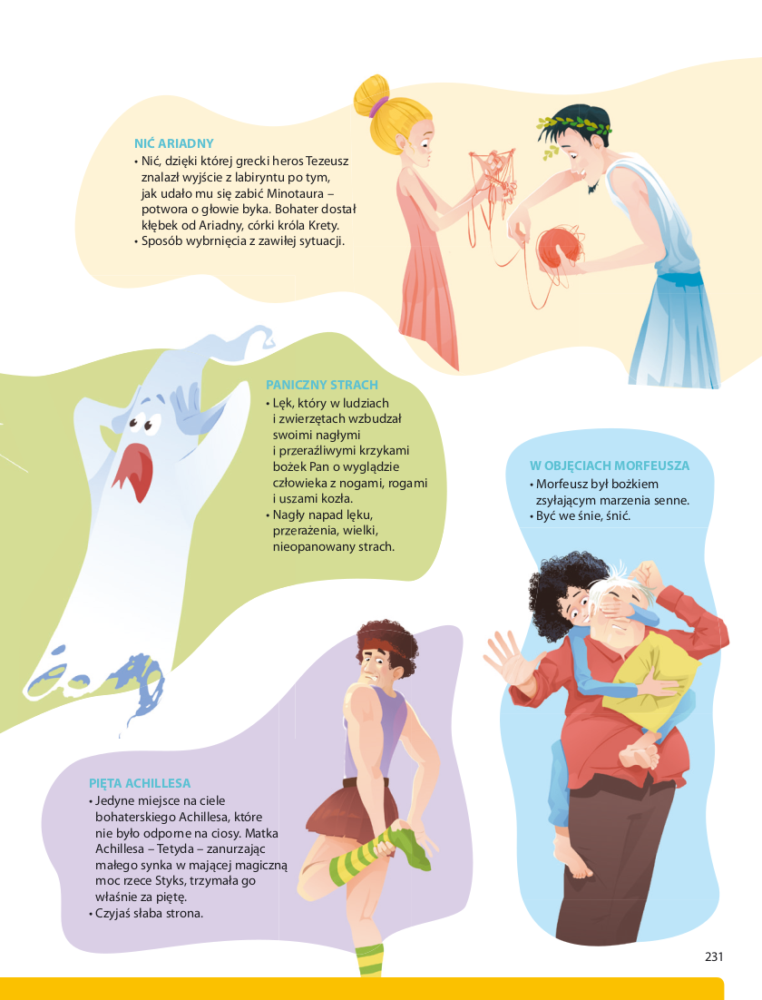 NIĆ ARIADNY
• Nić, dzięki której grecki heros Tezeusz
znalazł wyjście z labiryntu po tym,
jak udało mu się zabić Minotaura –
potwora o głowie byka. Bohater dostał
kłębek od Ariadny, córki króla Krety.
• Sposób wybrnięcia z zawiłej sytuacji.
PANICZNY STRACH
• Lęk, który w ludziach
i zwierzętach wzbudzał
swoimi nagłymi
i przeraźliwymi krzykami
bożek Pan o wyglądzie
człowieka z nogami, rogami
i uszami kozła.
• Nagły napad lęku,
przerażenia, wielki,
nieopanowany strach.
W OBJĘCIACH MORFEUSZA
• Morfeusz był bożkiem
zsyłającym marzenia senne.
• Być we śnie, śnić.
PIĘTA ACHILLESA
• Jedyne miejsce na ciele
bohaterskiego Achillesa, które
nie było odporne na ciosy. Matka
Achillesa – Tetyda – zanurzając
małego synka w mającej magiczną
moc rzece Styks, trzymała go
właśnie za piętę.
• Czyjaś słaba strona.
231